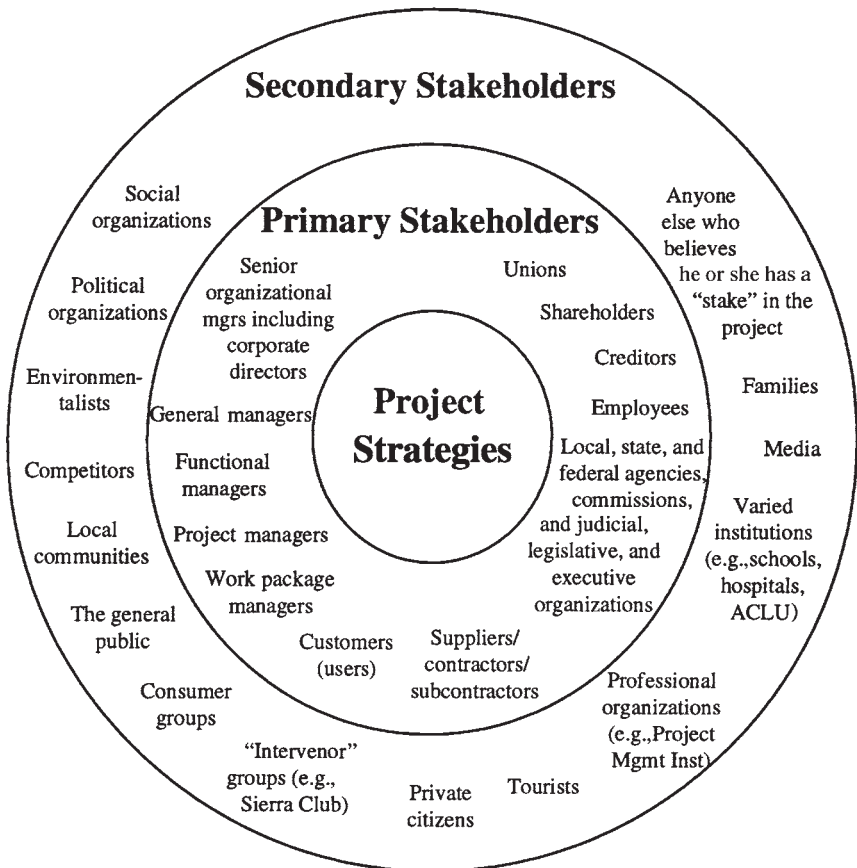 Secondary Stakeholders
Social
organizations
Political
organizations
Environmen-
talists
Competitors
Local
communities
The general
public
Consumer
groups
“Intervenor”
groups (e.g.,
Sierra Club)
Private
citizens
Tourists
Professional
organizations
(e.g.,Project
Mgmt Inst)
Varied
institutions
(e.g.,schools,
hospitals,
ACLU)
Media
Families
Anyone
else who
believes
he or she has a
“stake” in the
project
Primary Stakeholders
Senior
organizational
mgrs including
corporate
directors
General managers
Functional
managers
Project managers
Work package
managers
Customers
(users)
Suppliers/
contractors/
subcontractors
Local, state, and
federal agencies,
commissions,
and judicial,
legislative, and
executive
organizations
Employees
Creditors
Shareholders
Unions
Project
Strategies